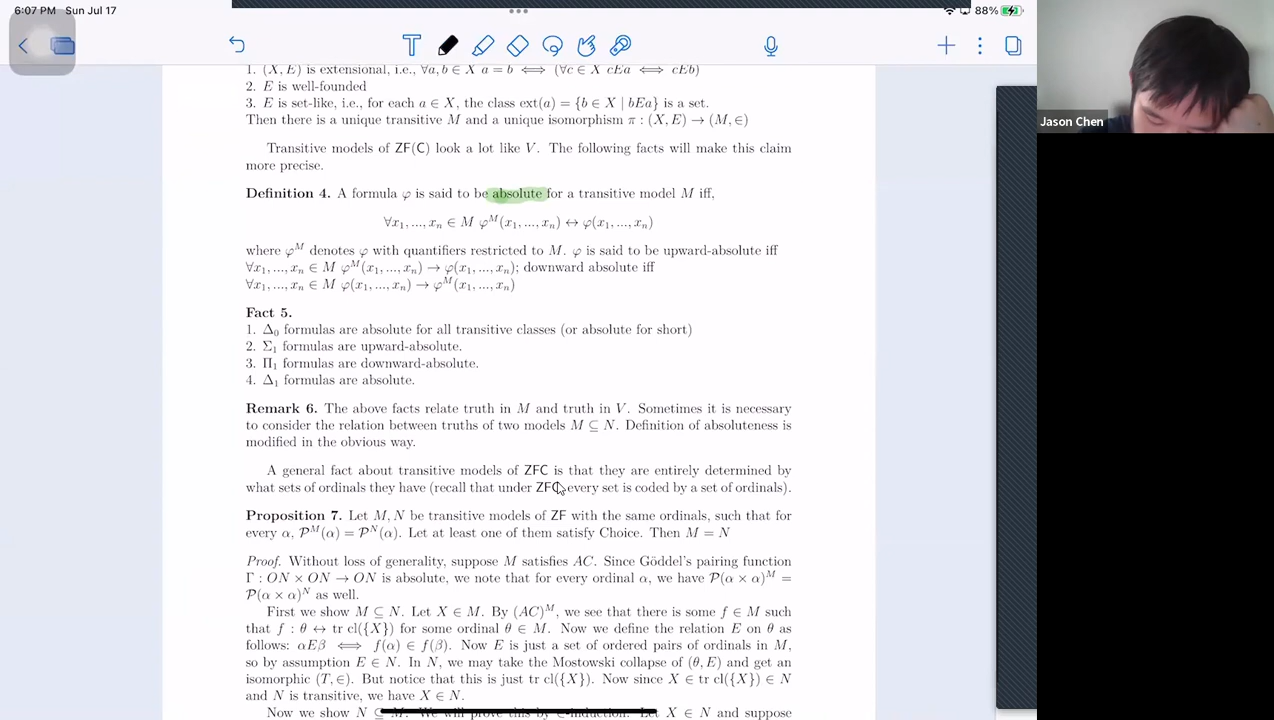 6:07 PM Sun Jul 17
88%
Jason Chen
1. (X, E) is extensional, i.e., ∀a, b ∈ X a = b ⟺ (∀c ∈ X cEa ⟺ cEb)
2. E is well-founded
3. E is set-like, i.e., for each a ∈ X, the class ext(a) = {b ∈ X | bEa} is a set.
Then there is a unique transitive M and a unique isomorphism π : (X, E) → (M, ∈)
Transitive models of ZF(C) look a lot like V. The following facts will make this claim
more precise.
Definition 4. A formula φ is said to be absolute for a transitive model M iff,
∀x₁, ..., xₙ ∈ M φᴹ(x₁, ..., xₙ) ↔ φ(x₁, ..., xₙ)
where φᴹ denotes φ with quantifiers restricted to M. φ is said to be upward-absolute iff
∀x₁, ..., xₙ ∈ M φᴹ(x₁, ..., xₙ) → φ(x₁, ..., xₙ); downward absolute iff
∀x₁, ..., xₙ ∈ M φ(x₁, ..., xₙ) → φᴹ(x₁, ..., xₙ)
Fact 5.
1. Δ₀ formulas are absolute for all transitive classes (or absolute for short)
2. Σ₁ formulas are upward-absolute.
3. Π₁ formulas are downward-absolute.
4. Δ₁ formulas are absolute.
Remark 6. The above facts relate truth in M and truth in V. Sometimes it is necessary
to consider the relation between truths of two models M ⊆ N. Definition of absoluteness is
modified in the obvious way.
A general fact about transitive models of ZFC is that they are entirely determined by
what sets of ordinals they have (recall that under ZFC, every set is coded by a set of ordinals).
Proposition 7. Let M, N be transitive models of ZF with the same ordinals, such that for
every α, 𝒫ᴹ(α) = 𝒫ᴺ(α). Let at least one of them satisfy Choice. Then M = N
Proof. Without loss of generality, suppose M satisfies AC. Since Göddel's pairing function
Γ : ON × ON → ON is absolute, we note that for every ordinal α, we have 𝒫(α × α)ᴹ =
𝒫(α × α)ᴺ as well.
First we show M ⊆ N. Let X ∈ M. By (AC)ᴹ, we see that there is some f ∈ M such
that f : θ ↔ tr cl({X}) for some ordinal θ ∈ M. Now we define the relation E on θ as
follows: αEβ ⟺ f(α) ∈ f(β). Now E is just a set of ordered pairs of ordinals in M,
so by assumption E ∈ N. In N, we may take the Mostowski collapse of (θ, E) and get an
isomorphic (T, ∈). But notice that this is just tr cl({X}). Now since X ∈ tr cl({X}) ∈ N
and N is transitive, we have X ∈ N.
Now we show N ⊆ M. We will prove this by ∈-induction. Let X ∈ N and suppose